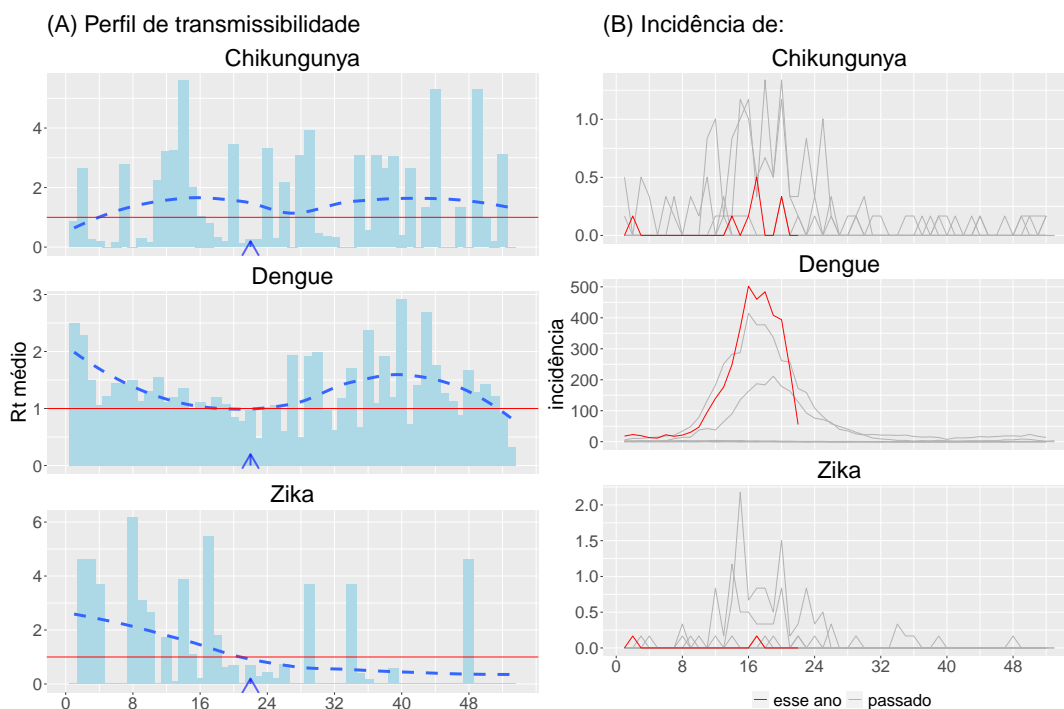 (A) Perfil de transmissibilidade
Chikungunya
4
2
0
Dengue
3
2
1
0
Rt médio
Zika
6
4
2
0
0 8 16 24 32 40 48
(B) Incidência de:
Chikungunya
1.0
0.5
0.0
Dengue
500
400
300
200
100
0
incidência
Zika
2.0
1.5
1.0
0.5
0.0
0 8 16 24 32 40 48
esse ano passado